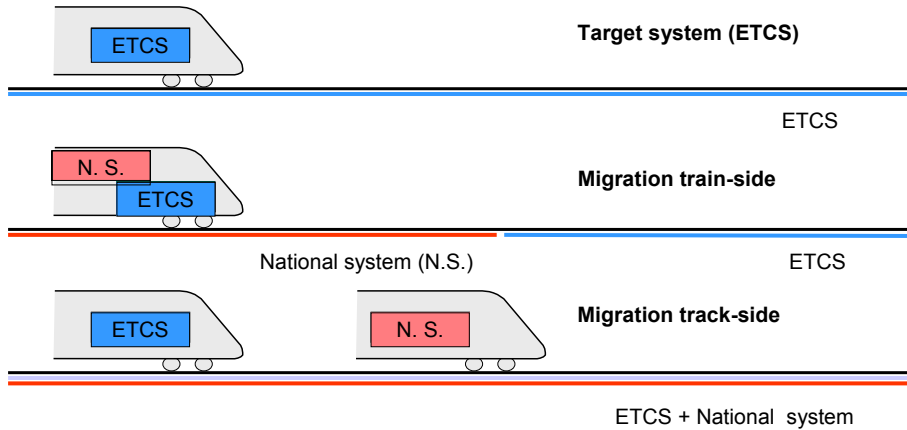 ETCS
Target system (ETCS)
ETCS
N. S.
ETCS
Migration train-side
National system (N.S.)
ETCS
ETCS
N. S.
Migration track-side
ETCS + National system